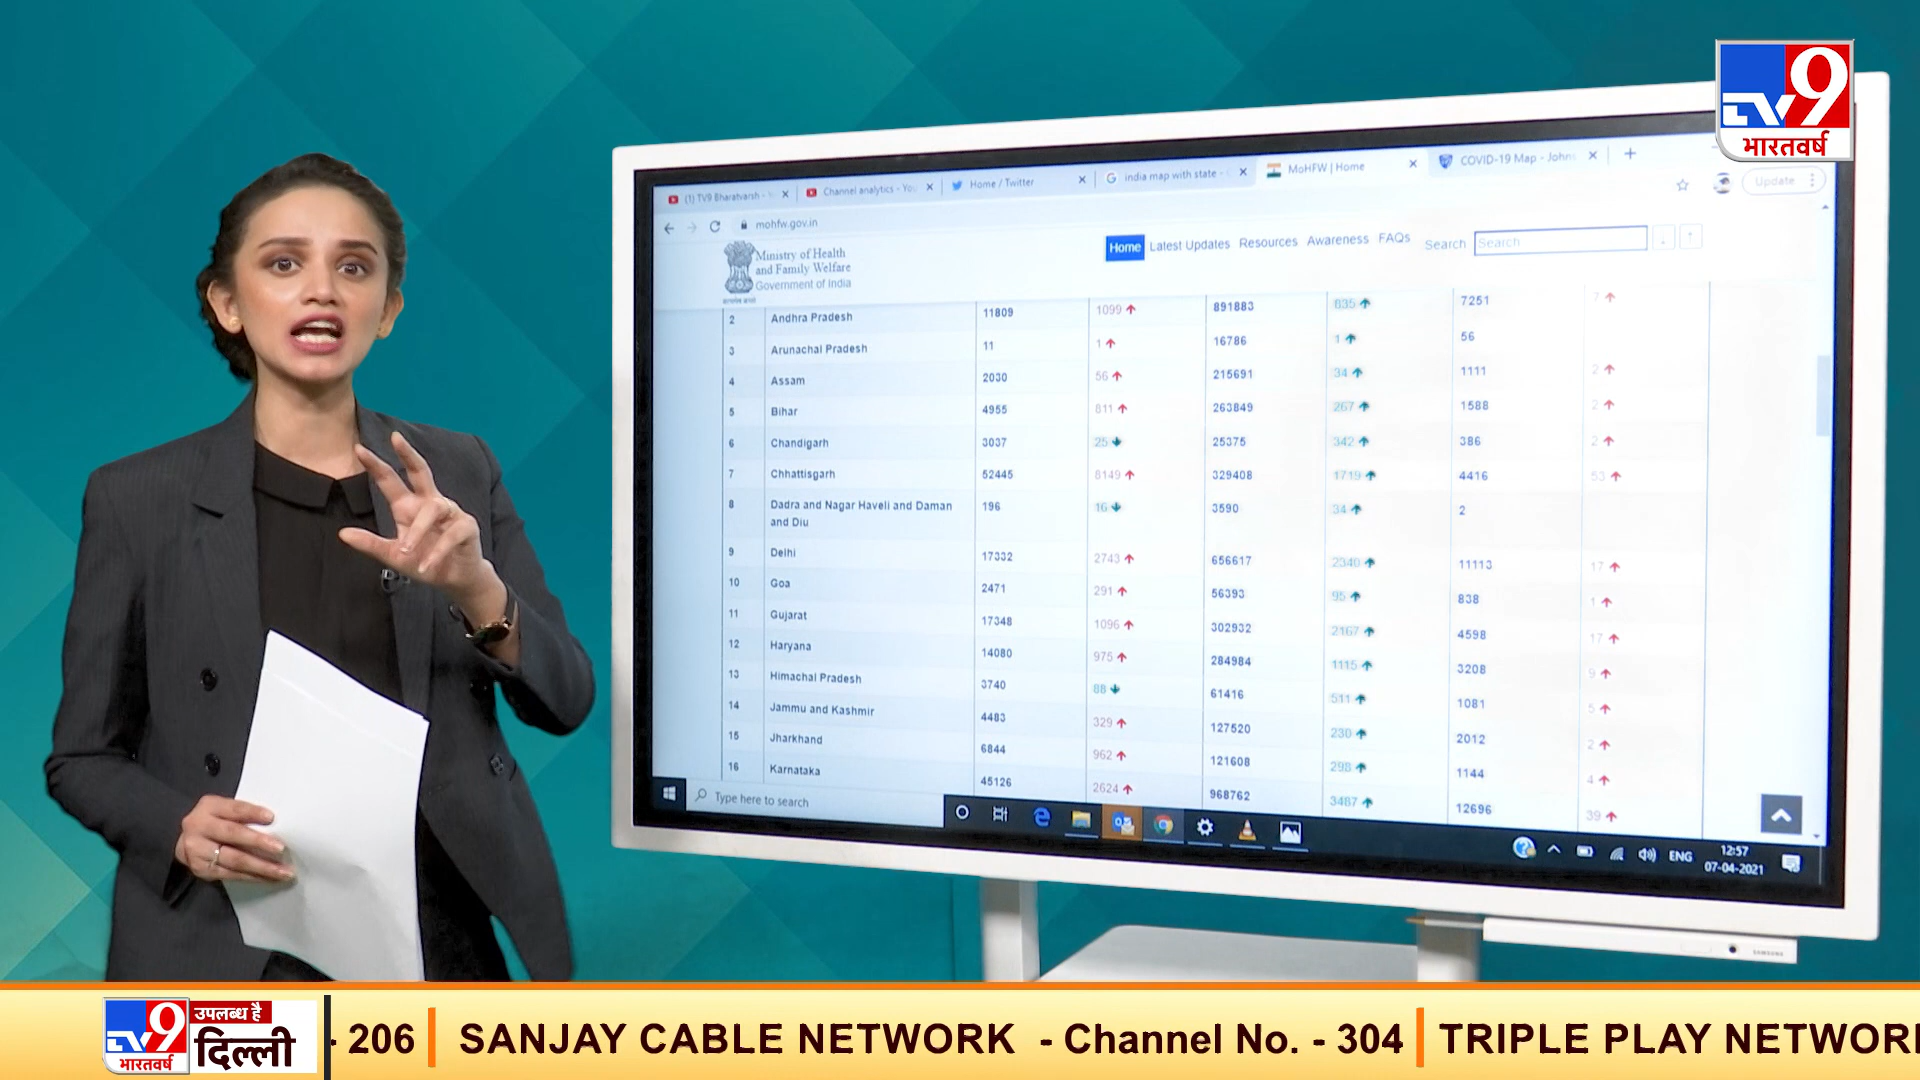 TV9
भारतवर्ष
(1) TV9 Bharatvarsh -
Channel analytics - You
Home / Twitter
india map with state -
MoHFW | Home
COVID-19 Map - Johns
mohfw.gov.in
Update
Ministry of Health
and Family Welfare
Government of India
Home Latest Updates Resources Awareness FAQs Search Search
2 Andhra Pradesh 11809 1099 ↑ 891883 835 ↑ 7251 7 ↑
3 Arunachal Pradesh 11 1 ↑ 16786 1 ↑ 56
4 Assam 2030 56 ↑ 215691 34 ↑ 1111 2 ↑
5 Bihar 4955 811 ↑ 263849 267 ↑ 1588 2 ↑
6 Chandigarh 3037 25 ↓ 25375 342 ↑ 386 2 ↑
7 Chhattisgarh 52445 8149 ↑ 329408 1719 ↑ 4416 53 ↑
8 Dadra and Nagar Haveli and Daman 196 16 ↓ 3590 34 ↑ 2
and Diu
9 Delhi 17332 2743 ↑ 656617 2340 ↑ 11113 17 ↑
10 Goa 2471 291 ↑ 56393 95 ↑ 838 1 ↑
11 Gujarat 17348 1096 ↑ 302932 2167 ↑ 4598 17 ↑
12 Haryana 14080 975 ↑ 284984 1115 ↑ 3208 9 ↑
13 Himachal Pradesh 3740 88 ↓ 61416 511 ↑ 1081 5 ↑
14 Jammu and Kashmir 4483 329 ↑ 127520 230 ↑ 2012 2 ↑
15 Jharkhand 6844 962 ↑ 121608 298 ↑ 1144 4 ↑
16 Karnataka 45126 2624 ↑ 968762 3487 ↑ 12696 39 ↑
Type here to search
ENG
12:57
07-04-2021
SAMSUNG
TV9
भारतवर्ष
उपलब्ध है
दिल्ली
- 206 | SANJAY CABLE NETWORK - Channel No. - 304 | TRIPLE PLAY NETWOR